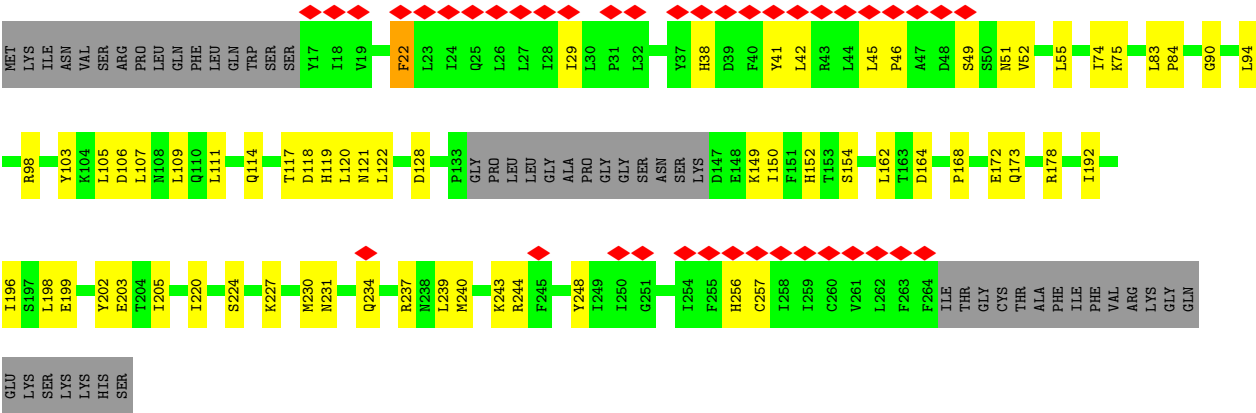 MET LYS ILE ASN VAL SER ARG PRO LEU GLN PHE LEU GLN TRP SER SER Y17 I18 V19 F22 L23 I24 Q25 L26 L27 I28 I29 L30 P31 L32 Y37 H38 D39 F40 Y41 L42 R43 L44 L45 P46 A47 D48 S49 S50 N51 V52 L55 I74 K75 L83 P84 G90 L94
R98 Y103 K104 L105 D106 L107 N108 L109 Q110 L111 Q114 T117 D118 H119 L120 N121 L122 D128 P133 GLY PRO LEU LEU GLY ALA PRO GLY GLY SER ASN SER LYS D147 E148 K149 I150 F151 H152 T153 S154 L162 T163 D164 P168 E172 Q173 R178 I192
I196 S197 L198 E199 Y202 E203 T204 I205 I220 S224 K227 M230 N231 Q234 R237 N238 L239 M240 K243 R244 F245 Y248 I249 I250 G251 I254 F255 H256 C257 I258 I259 C260 V261 L262 F263 F264 ILE THR GLY CYS THR ALA PHE ILE PHE VAL ARG LYS GLY GLN
GLU LYS SER LYS LYS HIS SER